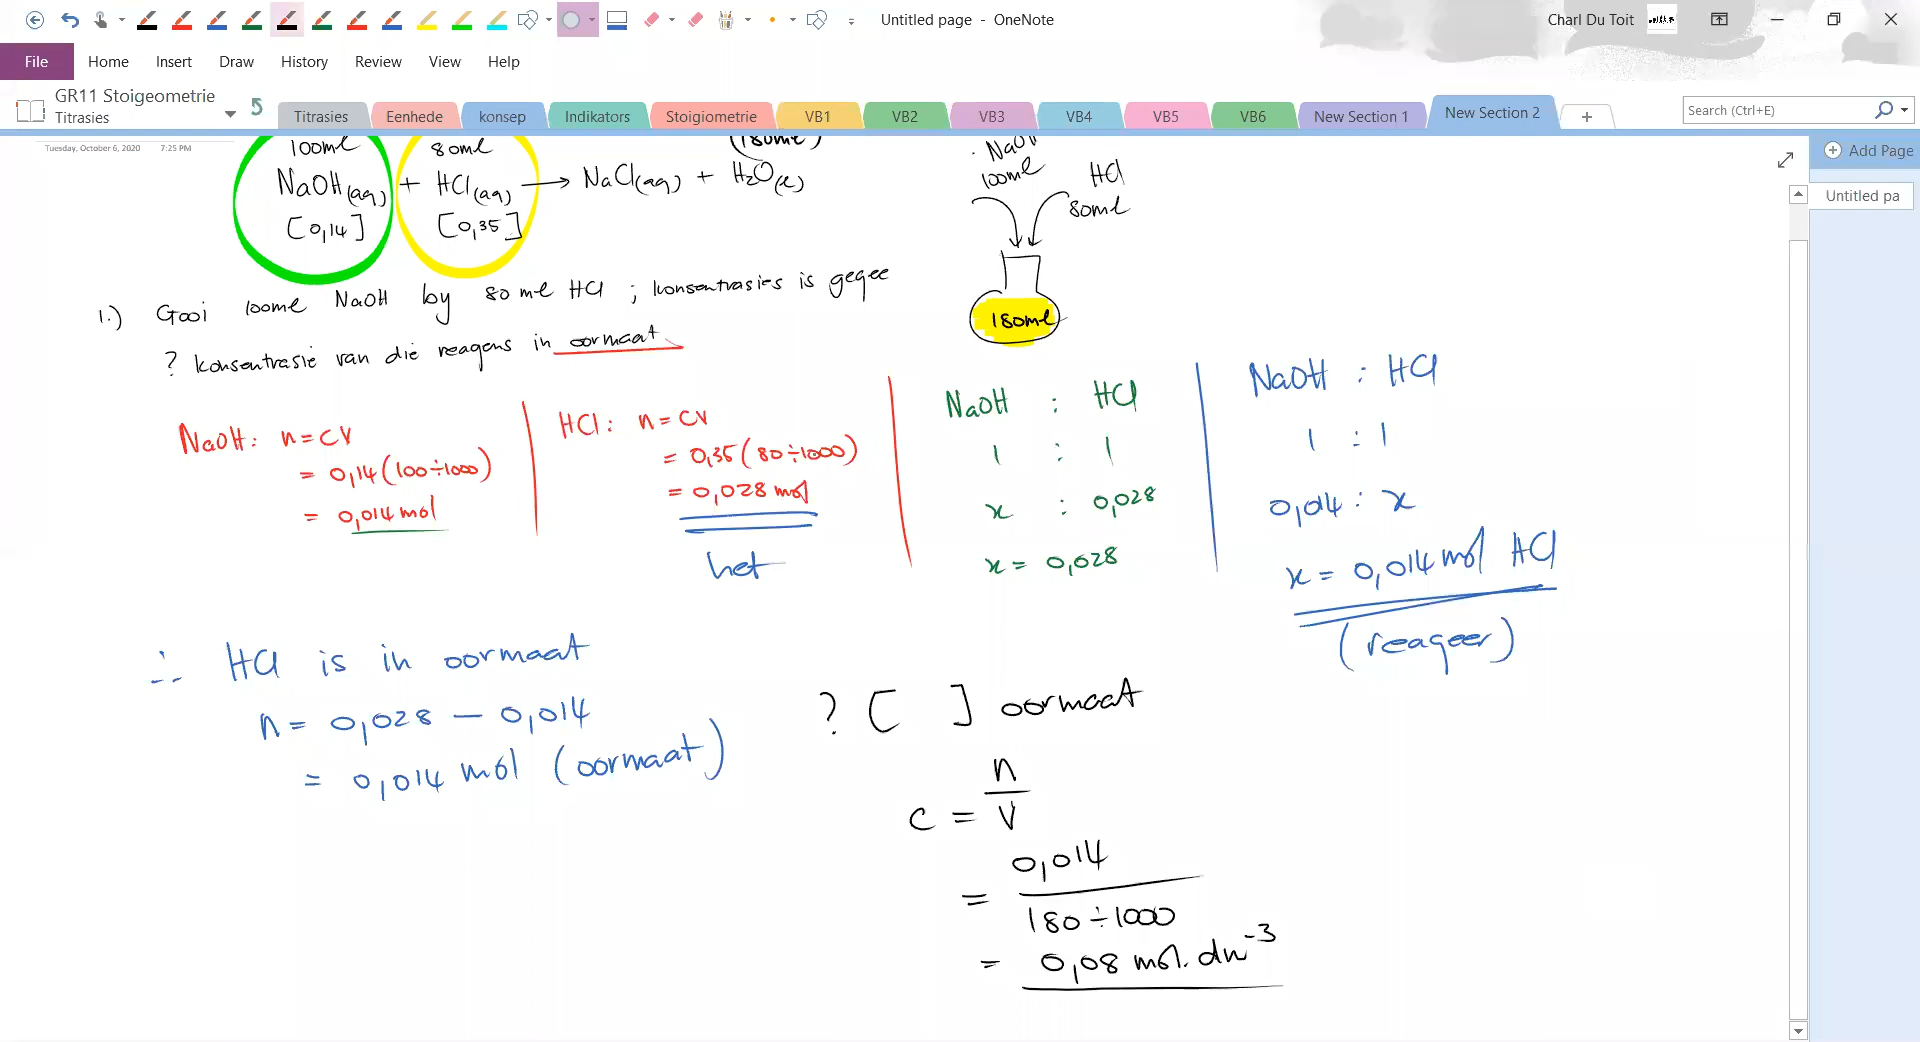 Untitled page - OneNote
Charl Du Toit
File Home Insert Draw History Review View Help
GR11 Stoigeometrie
Titrasies
Titrasies Eenhede konsep Indikators Stoigiometrie VB1 VB2 VB3 VB4 VB5 VB6 New Section 1 New Section 2 +
Search (Ctrl+E)
Add Page
Untitled pa
Tuesday, October 6, 2020 7:25 PM
100ml 80ml (180ml)
NaOH(aq) + HCl(aq) → NaCl(aq) + H₂O(ℓ)
[0,14] [0,35]
NaOH
100ml
HCl
80ml
180ml
1.) Gooi 100ml NaOH by 80ml HCl ; konsentrasies is gegee
? konsentrasie van die reagens in oormaat
NaOH: n = CV
= 0,14(100÷1000)
= 0,014 mol
HCl: n = CV
= 0,35(80÷1000)
= 0,028 mol
het
NaOH : HCl
1 : 1
x : 0,028
x = 0,028
NaOH : HCl
1 : 1
0,014 : x
x = 0,014 mol HCl
(reageer)
∴ HCl is in oormaat
n = 0,028 − 0,014
= 0,014 mol (oormaat)
? [ ] oormaat
c = n/V
= 0,014/180÷1000
= 0,08 mol.dm⁻³